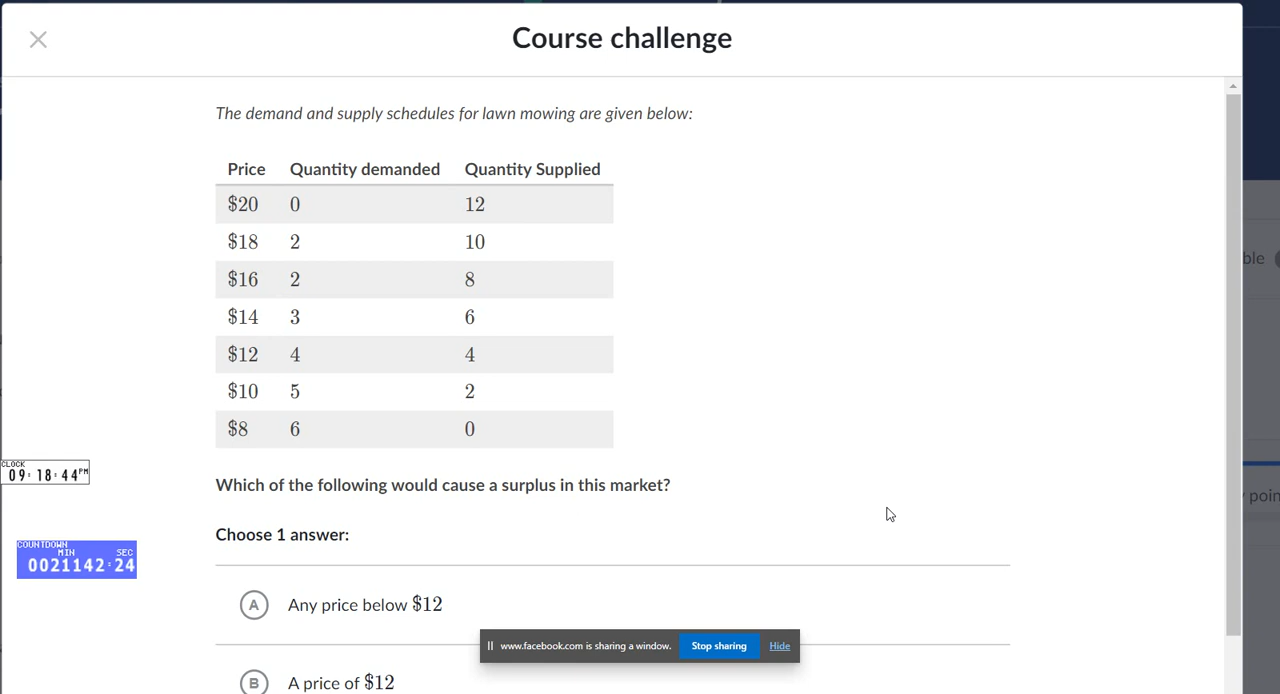 Course challenge
The demand and supply schedules for lawn mowing are given below:
Price Quantity demanded Quantity Supplied
$20 0 12
$18 2 10
$16 2 8
$14 3 6
$12 4 4
$10 5 2
$8 6 0
Which of the following would cause a surplus in this market?
Choose 1 answer:
A Any price below $12
B A price of $12
www.facebook.com is sharing a window. Stop sharing Hide
CLOCK
09:18:44 PM
COUNTDOWN
MIN SEC
0021142:24
ble
poin